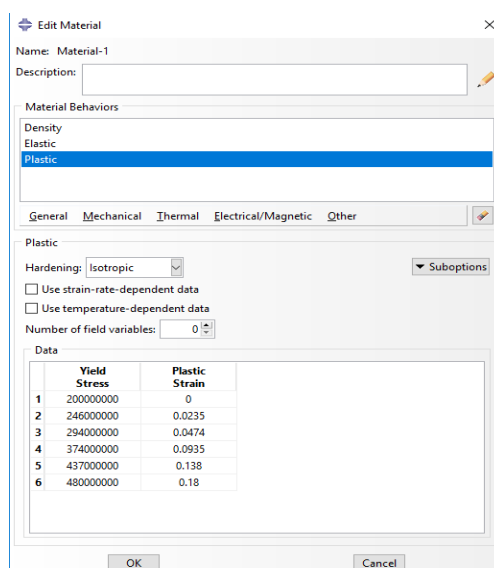 Edit Material
Name: Material-1
Description:
Material Behaviors
Density
Elastic
Plastic
General Mechanical Thermal Electrical/Magnetic Other
Plastic
Hardening: Isotropic
Suboptions
Use strain-rate-dependent data
Use temperature-dependent data
Number of field variables: 0
Data
Yield Stress Plastic Strain
1 200000000 0
2 246000000 0.0235
3 294000000 0.0474
4 374000000 0.0935
5 437000000 0.138
6 480000000 0.18
OK Cancel